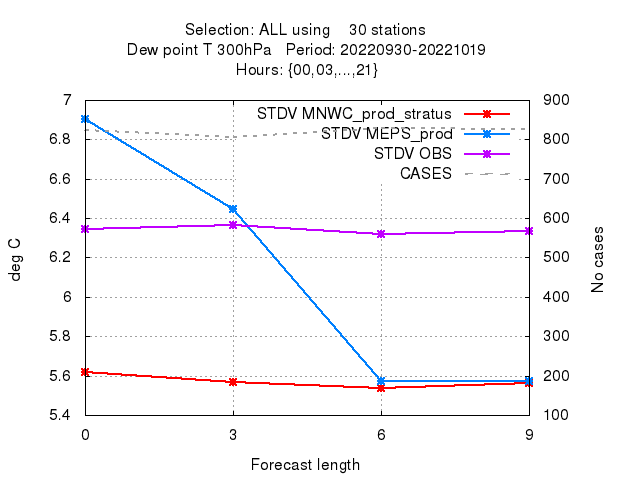 Selection: ALL using 30 stations
Dew point T 300hPa Period: 20220930-20221019
Hours: {00,03,...,21}
7 900
STDV MNWC_prod_stratus
6.8 800
STDV MEPS_prod
STDV OBS
6.6 700
CASES
6.4 600
6.2 500
deg C
No cases
6 400
5.8 300
5.6 200
5.4 100
0 3 6 9
Forecast length